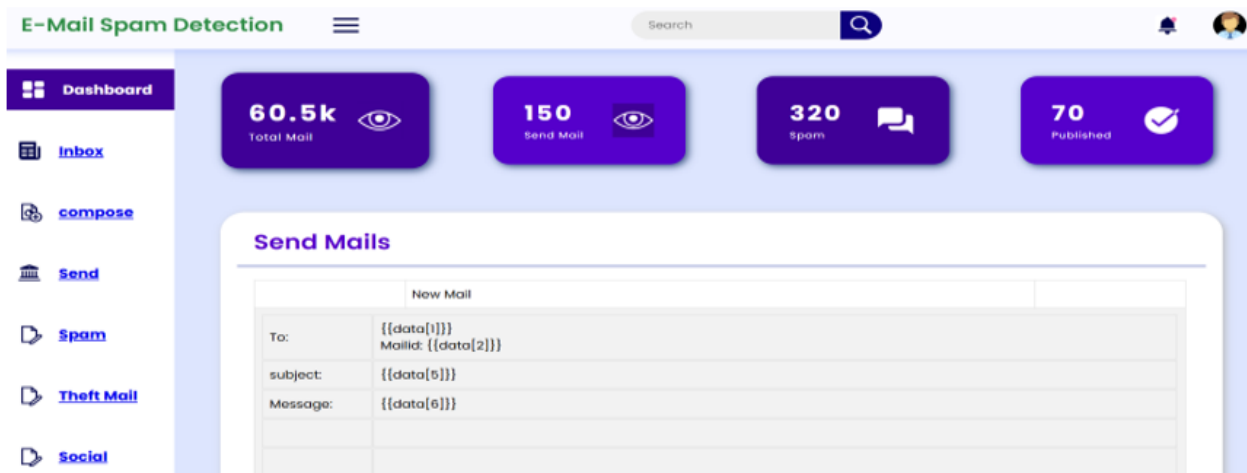 E-Mail Spam Detection
Search
Dashboard
Inbox
compose
Send
Spam
Theft Mail
Social
60.5k
Total Mail
150
Send Mail
320
Spam
70
Published
Send Mails
New Mail
To:
{{data[1]}}
Mailid: {{data[2]}}
subject:
{{data[5]}}
Message:
{{data[6]}}